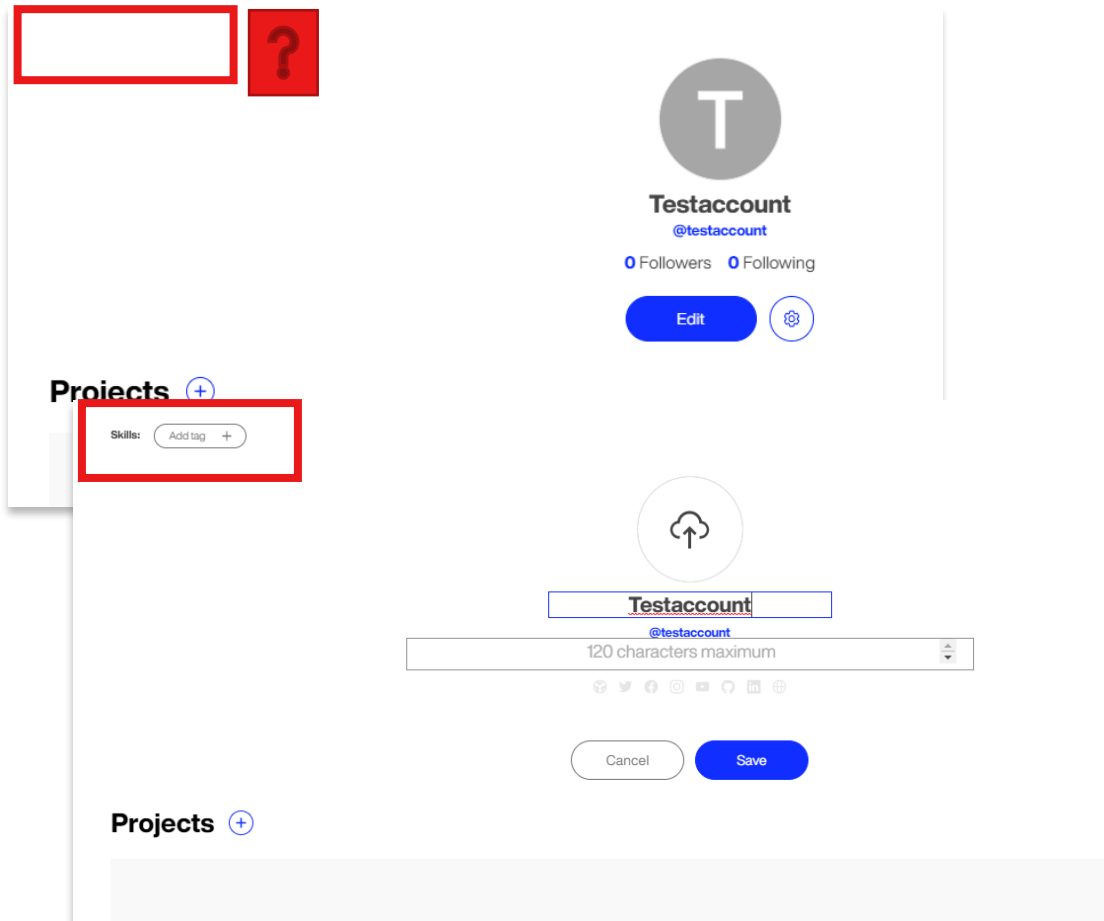 ?
T
Testaccount
@testaccount
0 Followers 0 Following
Edit
Projects +
Skills: Add tag +
Testaccount
@testaccount
120 characters maximum
Cancel Save
Projects +